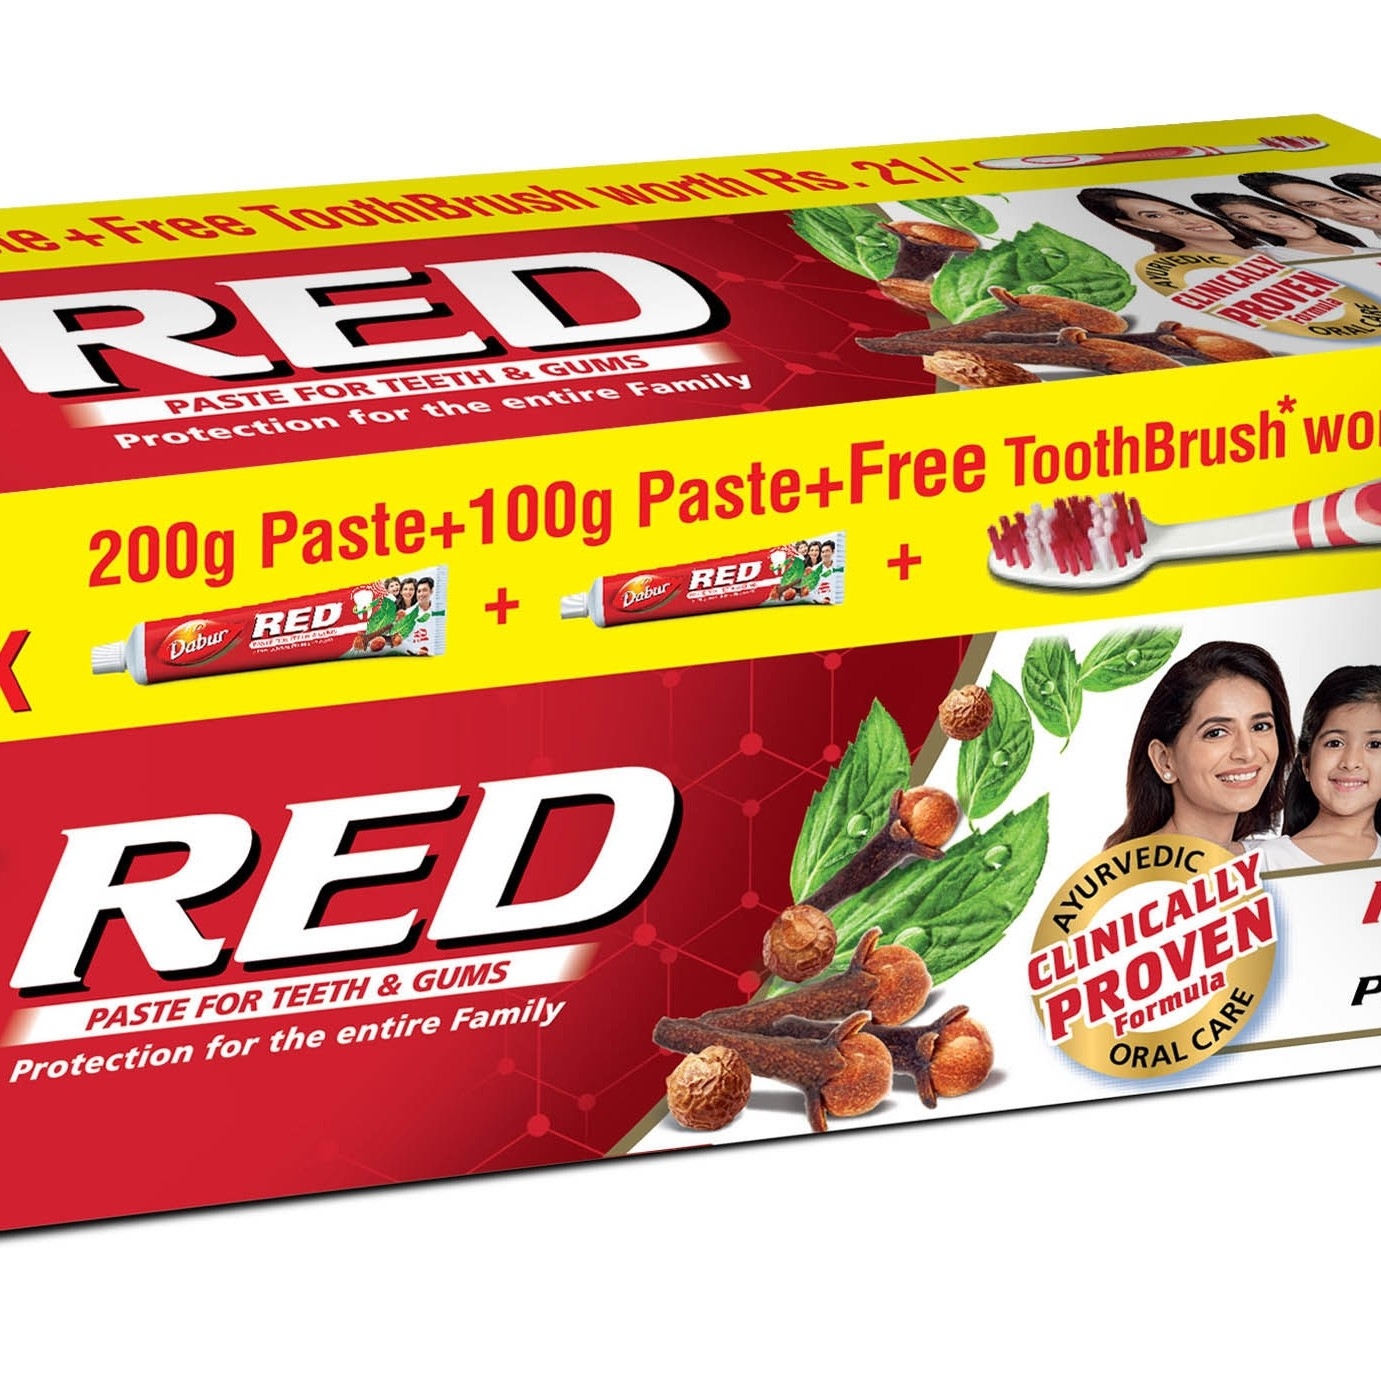 +Free ToothBrush worth Rs. 21/-
RED
PASTE FOR TEETH & GUMS
Protection for the entire Family
AYURVEDIC
CLINICALLY
PROVEN
Formula
ORAL CARE
200g Paste+100g Paste+Free ToothBrush*
Dabur RED
+
Dabur RED
+
RED
PASTE FOR TEETH & GUMS
Protection for the entire Family
AYURVEDIC
CLINICALLY
PROVEN
Formula
ORAL CARE